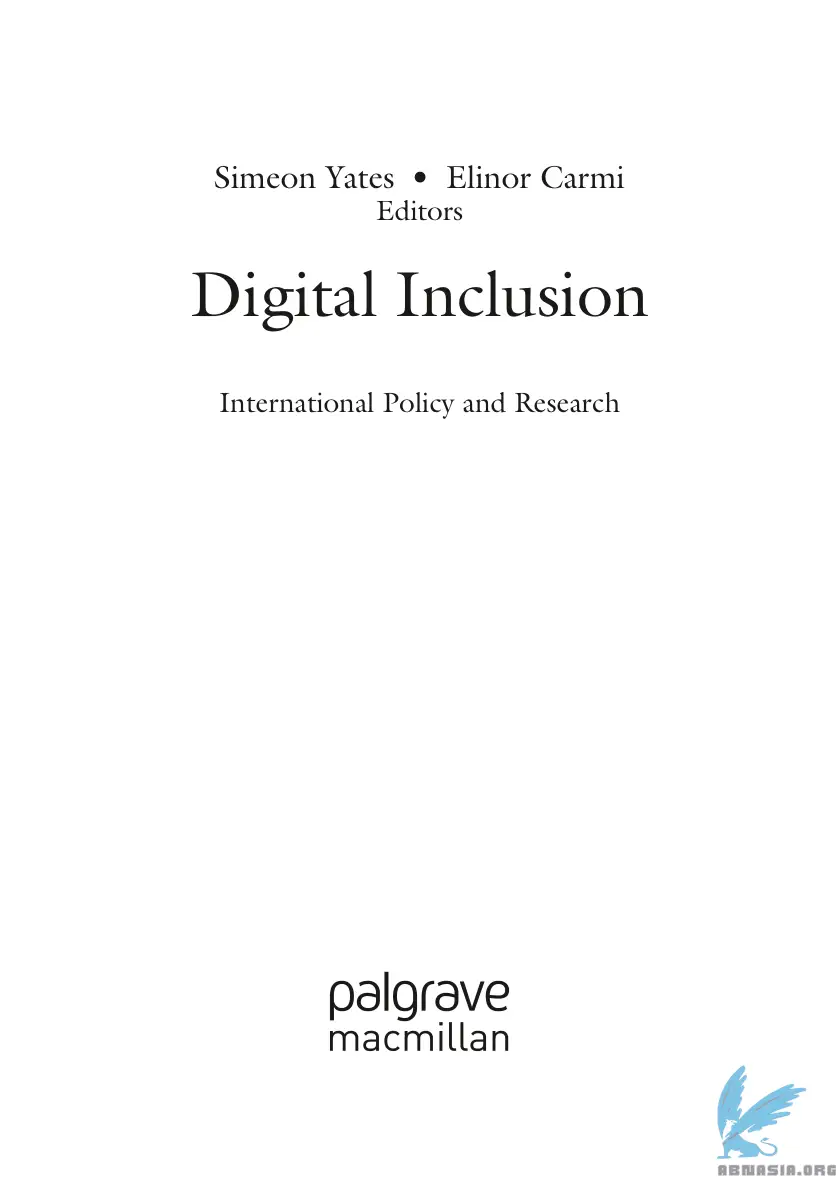 Simeon Yates • Elinor Carmi
Editors
Digital Inclusion
International Policy and Research
palgrave
macmillan
ABNASIA.ORG